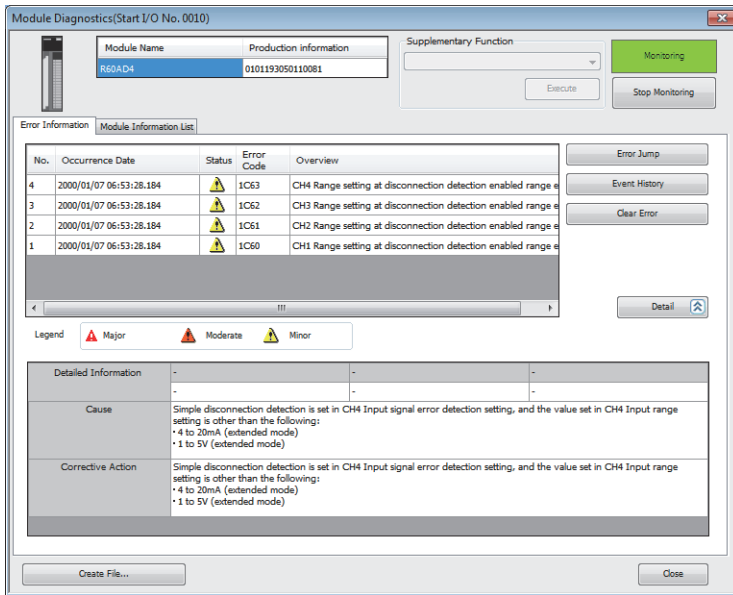 Module Diagnostics(Start I/O No. 0010)
Module Name Production information
R60AD4 0101193050110081
Supplementary Function
Execute
Monitoring
Stop Monitoring
Error Information Module Information List
No. Occurrence Date Status Error Code Overview
4 2000/01/07 06:53:28.184 1C63 CH4 Range setting at disconnection detection enabled range e
3 2000/01/07 06:53:28.184 1C62 CH3 Range setting at disconnection detection enabled range e
2 2000/01/07 06:53:28.184 1C61 CH2 Range setting at disconnection detection enabled range e
1 2000/01/07 06:53:28.184 1C60 CH1 Range setting at disconnection detection enabled range e
Error Jump
Event History
Clear Error
Detail
Legend Major Moderate Minor
Detailed Information - - -
- - -
Cause
Simple disconnection detection is set in CH4 Input signal error detection setting, and the value set in CH4 Input range
setting is other than the following:
• 4 to 20mA (extended mode)
• 1 to 5V (extended mode)
Corrective Action
Simple disconnection detection is set in CH4 Input signal error detection setting, and the value set in CH4 Input range
setting is other than the following:
• 4 to 20mA (extended mode)
• 1 to 5V (extended mode)
Create File...
Close